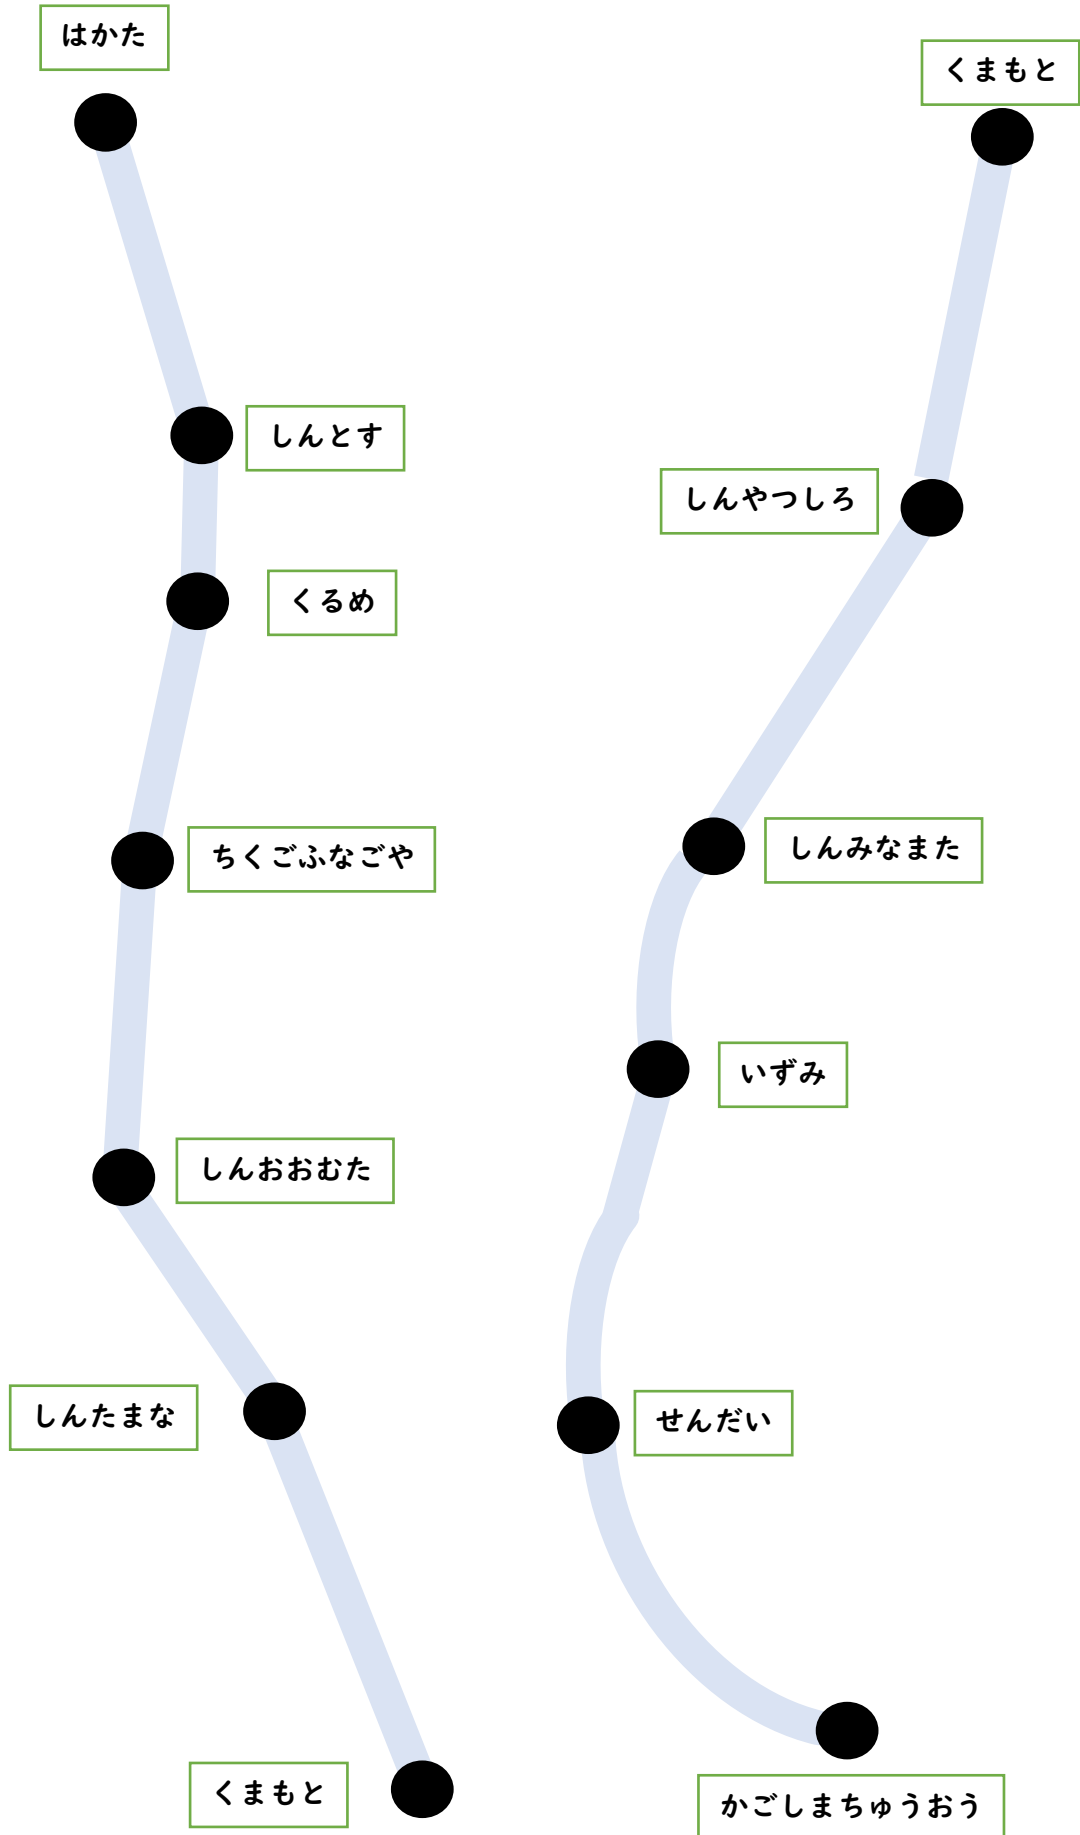 はかた
しんとす
くるめ
ちくごふなごや
しんおおむた
しんたまな
くまもと
くまもと
しんやつしろ
しんみなまた
いずみ
せんだい
かごしまちゅうおう